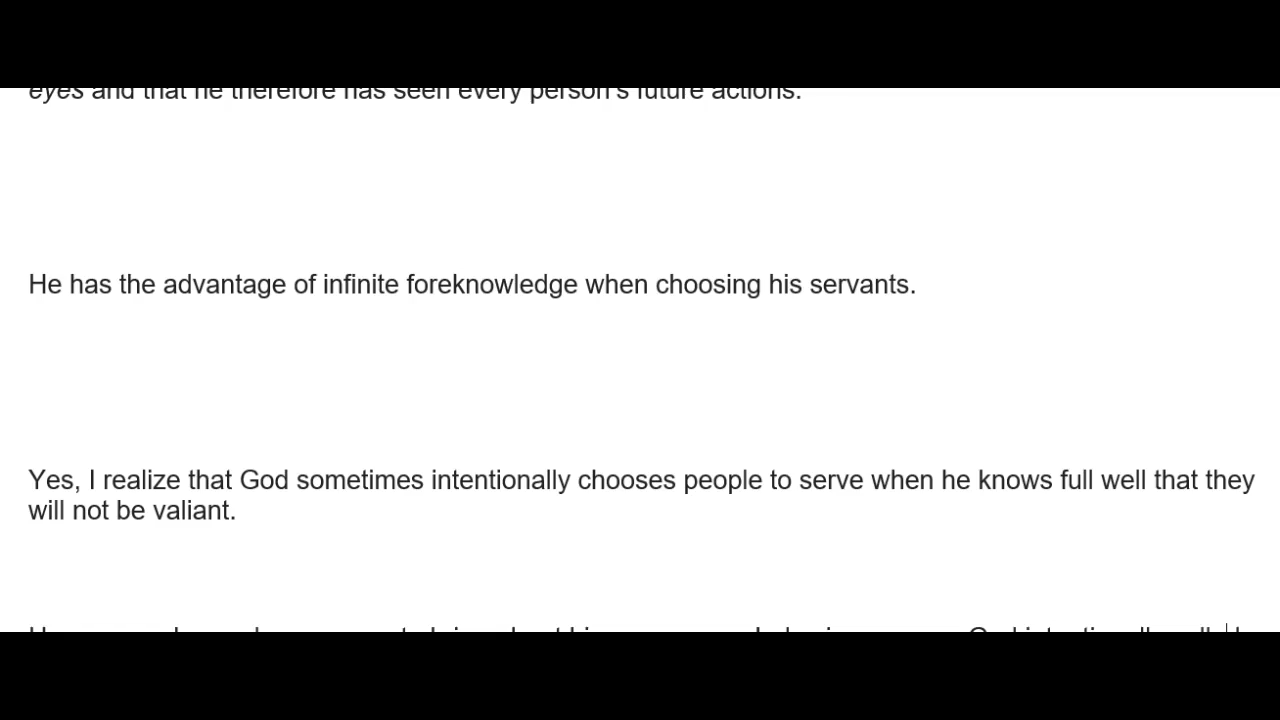 eyes and that he therefore has seen every person's future actions.
He has the advantage of infinite foreknowledge when choosing his servants.
Yes, I realize that God sometimes intentionally chooses people to serve when he knows full well that they
will not be valiant.